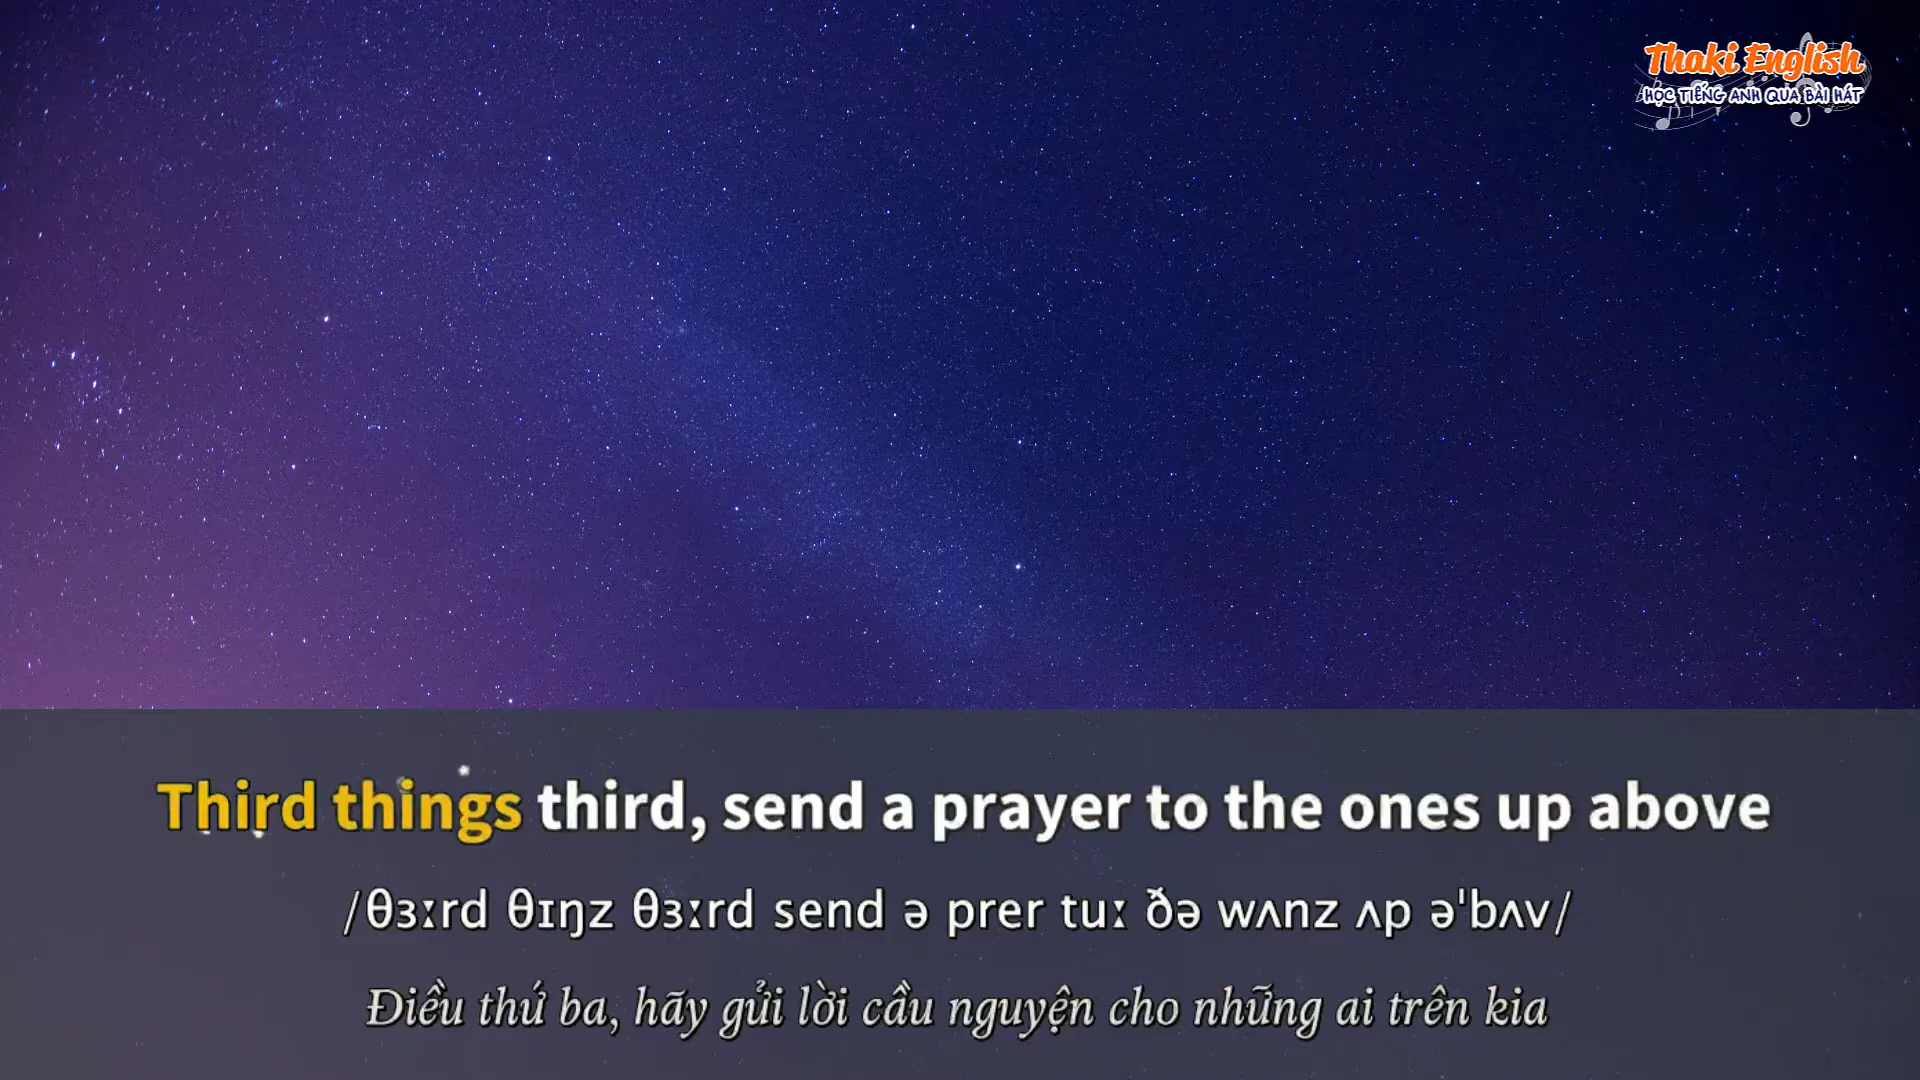 Thaki English
HỌC TIẾNG ANH QUA BÀI HÁT
Third things third, send a prayer to the ones up above
/θɜːrd θɪŋz θɜːrd send ə prer tuː ðə wʌnz ʌp əˈbʌv/
Điều thứ ba, hãy gửi lời cầu nguyện cho những ai trên kia